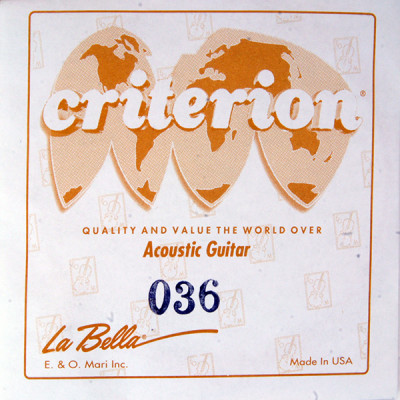 criterion®
QUALITY AND VALUE THE WORLD OVER
Acoustic Guitar
036
La Bella®
E. & O. Mari Inc.
Made In USA